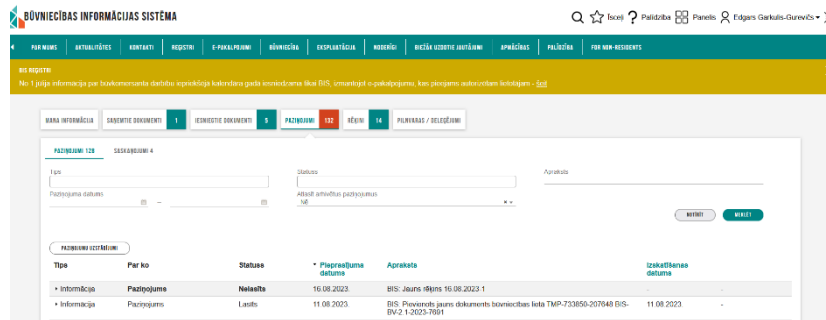 BŪVNIECĪBAS INFORMĀCIJAS SISTĒMA
Īsceļi Palīdzība Panelis Edgars Garkulis-Gurevičs
PAR MUMS AKTUALITĀTES KONTAKTI REĢISTRI E-PAKALPOJUMI BŪVNIECĪBA EKSPLUATĀCIJA NODERĪGI BIEŽĀK UZDOTIE JAUTĀJUMI APMĀCĪBAS PALĪDZĪBA FOR NON-RESIDENTS
BIS REĢISTRI
No 1.jūlija informācija par būvkomersanta darbību iepriekšējā kalendāra gadā iesniedzama tikai BIS, izmantojot e-pakalpojumu, kas pieejams autorizētam lietotājam - šeit
MANA INFORMĀCIJA SAŅEMTIE DOKUMENTI 1 IESNIEGTIE DOKUMENTI 5 PAZIŅOJUMI 132 RĒĶINI 14 PILNVARAS / DELEĢĒJUMI
PAZIŅOJUMI 128 SASKAŅOJUMI 4
Tips Statuss Apraksts
Paziņojuma datums Atlasīt arhivētus paziņojumus
– Nē
NOTĪRĪT MEKLĒT
PAZIŅOJUMU UZSTĀDĪJUMI
Tips Par ko Statuss Pieprasījuma datums Apraksts Izskatīšanas datums
Informācija Paziņojums Nelasīts 16.08.2023. BIS: Jauns rēķins 16.08.2023-1 - -
Informācija Paziņojums Lasīts 11.08.2023. BIS: Pievienots jauns dokuments būvniecības lietā TMP-733850-207648 BIS-
BV-2.1-2023-7691 11.08.2023. -